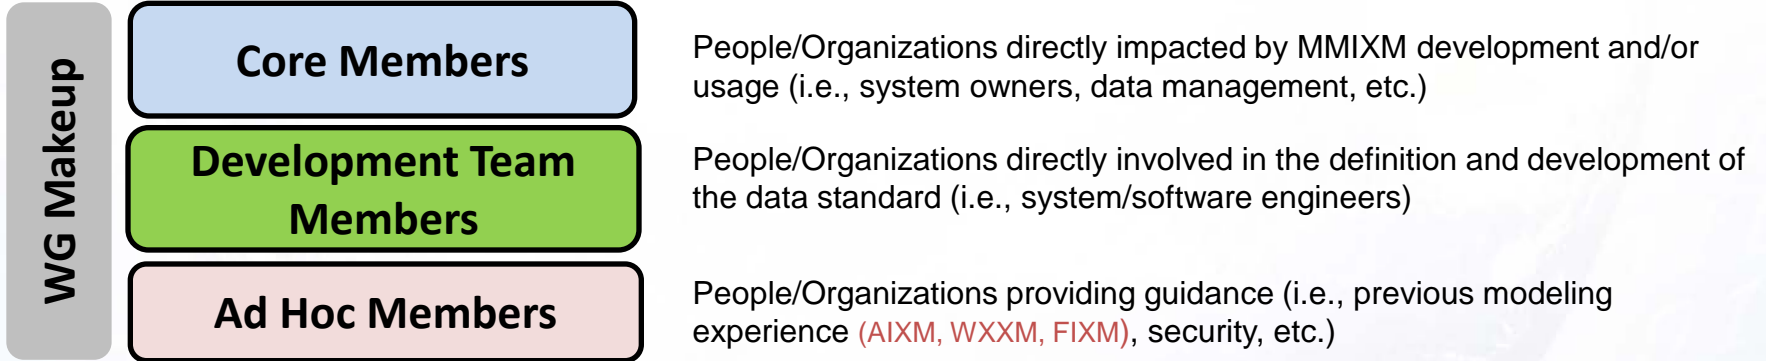 WG Makeup
Core Members
People/Organizations directly impacted by MMIXM development and/or
usage (i.e., system owners, data management, etc.)
Development Team
Members
People/Organizations directly involved in the definition and development of
the data standard (i.e., system/software engineers)
Ad Hoc Members
People/Organizations providing guidance (i.e., previous modeling
experience (AIXM, WXXM, FIXM), security, etc.)